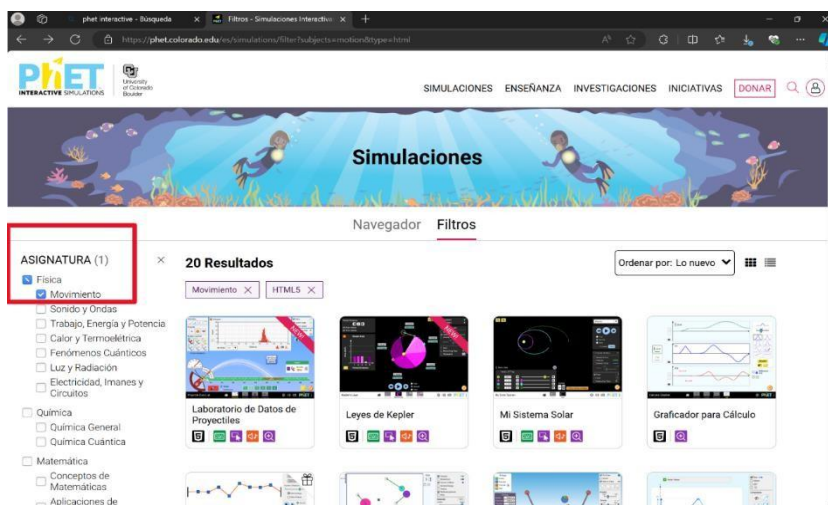 phet interactive - Búsqueda
Filtros - Simulaciones Interactiv
https://phet.colorado.edu/es/simulations/filter?subjects=motion&type=html
PhET
INTERACTIVE SIMULATIONS
University
of Colorado
Boulder
SIMULACIONES ENSEÑANZA INVESTIGACIONES INICIATIVAS DONAR
Simulaciones
Navegador Filtros
ASIGNATURA (1)
20 Resultados
Ordenar por: Lo nuevo
Física
Movimiento
Sonido y Ondas
Trabajo, Energía y Potencia
Calor y Termoelétrica
Fenómenos Cuánticos
Luz y Radiación
Electricidad, Imanes y
Circuitos
Química
Química General
Química Cuántica
Matemática
Conceptos de
Matemáticas
Aplicaciones de
Movimiento HTML5
NEW!
NEW!
Laboratorio de Datos de
Proyectiles
Leyes de Kepler
Mi Sistema Solar
Graficador para Cálculo